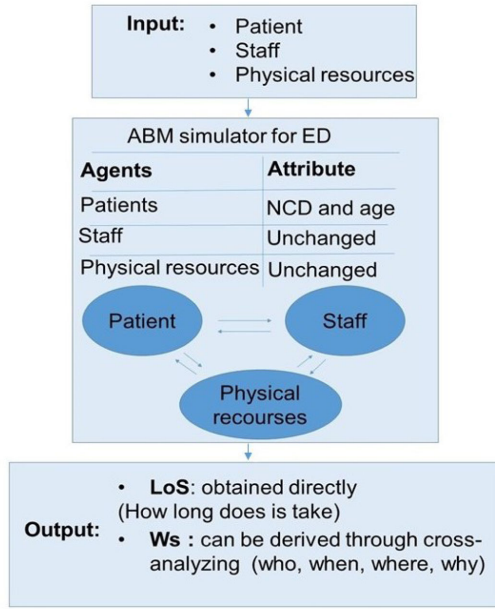 Input: • Patient
• Staff
• Physical resources
ABM simulator for ED
Agents Attribute
Patients NCD and age
Staff Unchanged
Physical resources Unchanged
Patient Staff
Physical
recourses
• LoS: obtained directly
(How long does is take)
Output:
• Ws : can be derived through cross-
analyzing (who, when, where, why)